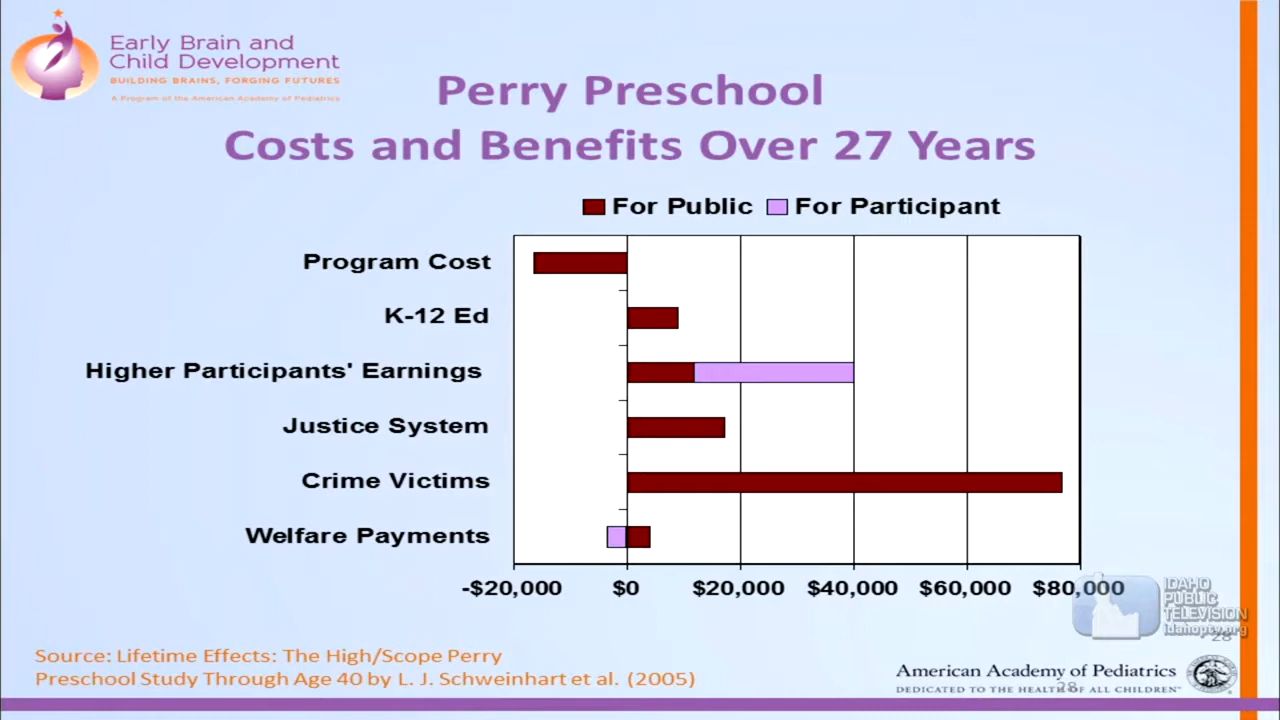 Early Brain and
Child Development
BUILDING BRAINS, FORGING FUTURES
A Program of the American Academy of Pediatrics
Perry Preschool
Costs and Benefits Over 27 Years
For Public For Participant
Program Cost
K-12 Ed
Higher Participants' Earnings
Justice System
Crime Victims
Welfare Payments
-$20,000 $0 $20,000 $40,000 $60,000 $80,000
IDAHO
PUBLIC
TELEVISION
idahoptv.org
28
Source: Lifetime Effects: The High/Scope Perry
Preschool Study Through Age 40 by L. J. Schweinhart et al. (2005)
American Academy of Pediatrics
DEDICATED TO THE HEALTH OF ALL CHILDREN™
28